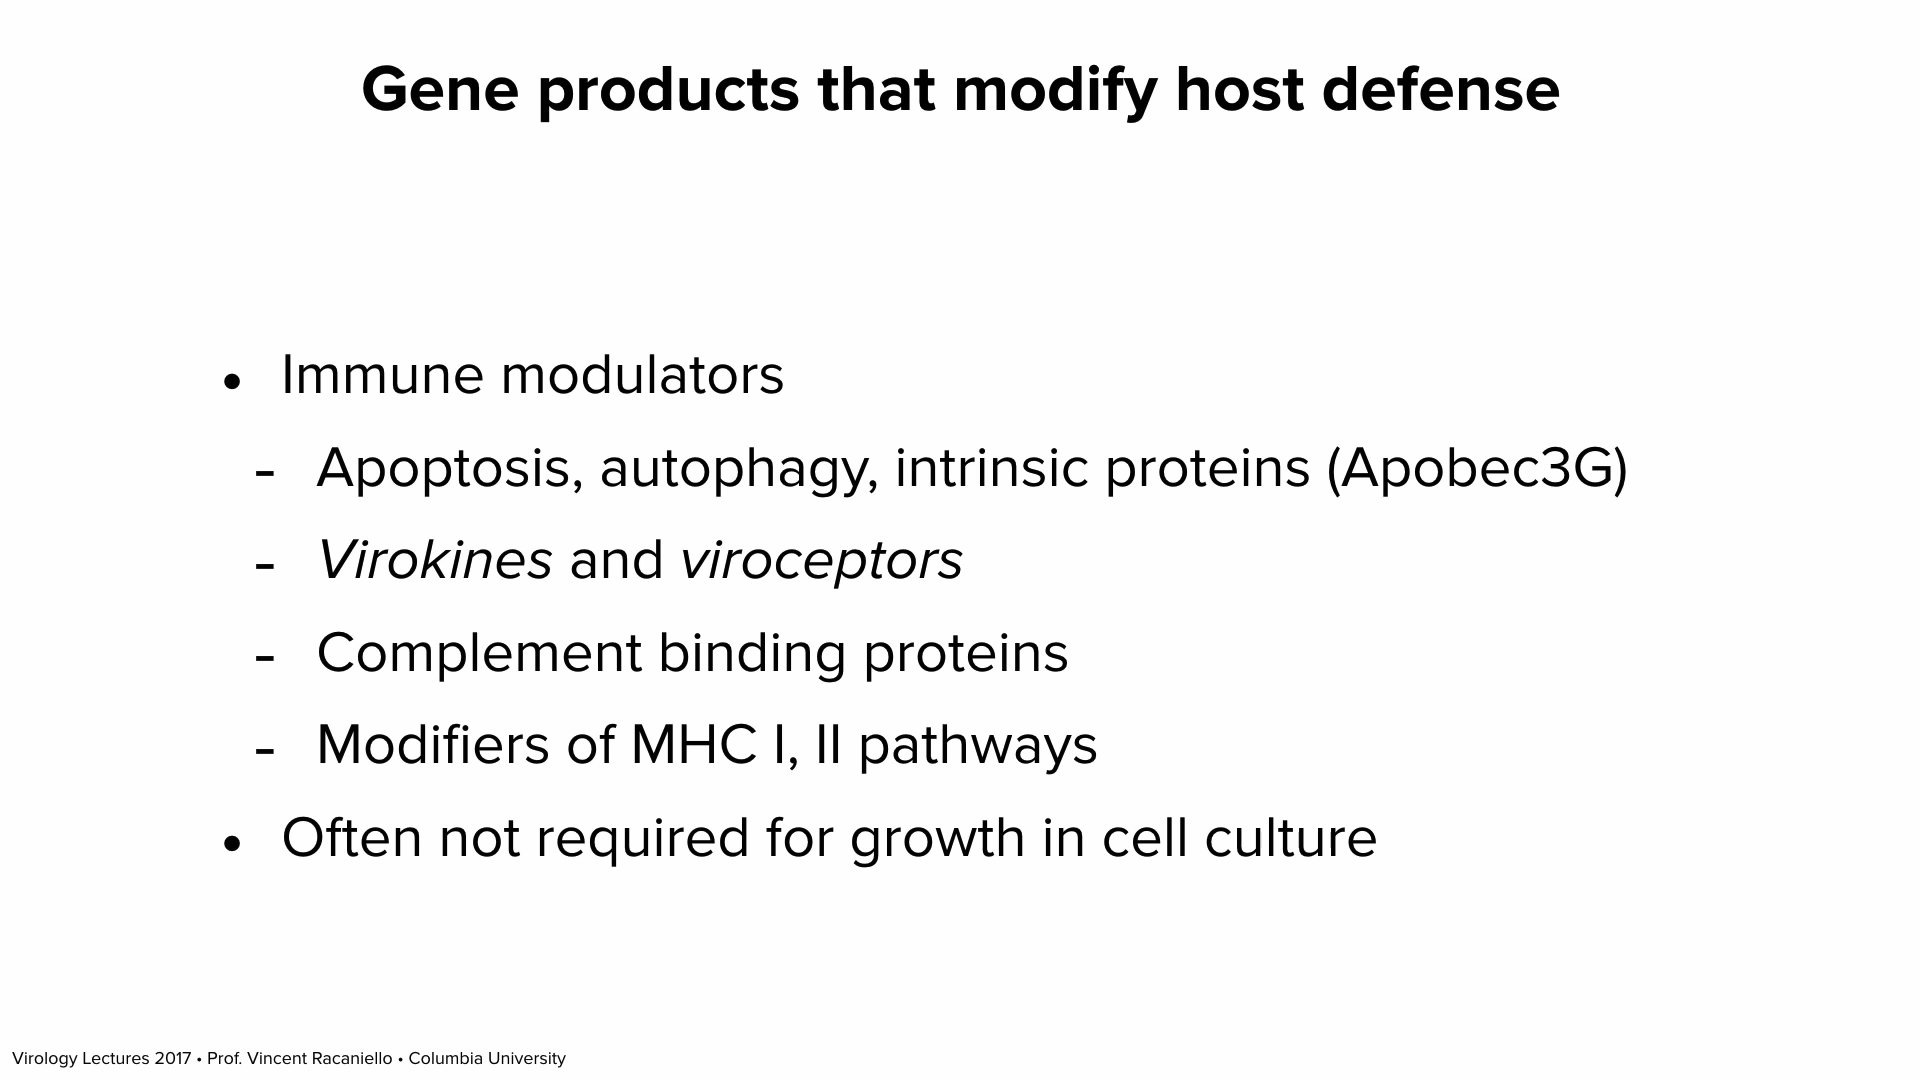 Gene products that modify host defense
• Immune modulators
- Apoptosis, autophagy, intrinsic proteins (Apobec3G)
- Virokines and viroceptors
- Complement binding proteins
- Modifiers of MHC I, II pathways
• Often not required for growth in cell culture
Virology Lectures 2017 • Prof. Vincent Racaniello • Columbia University